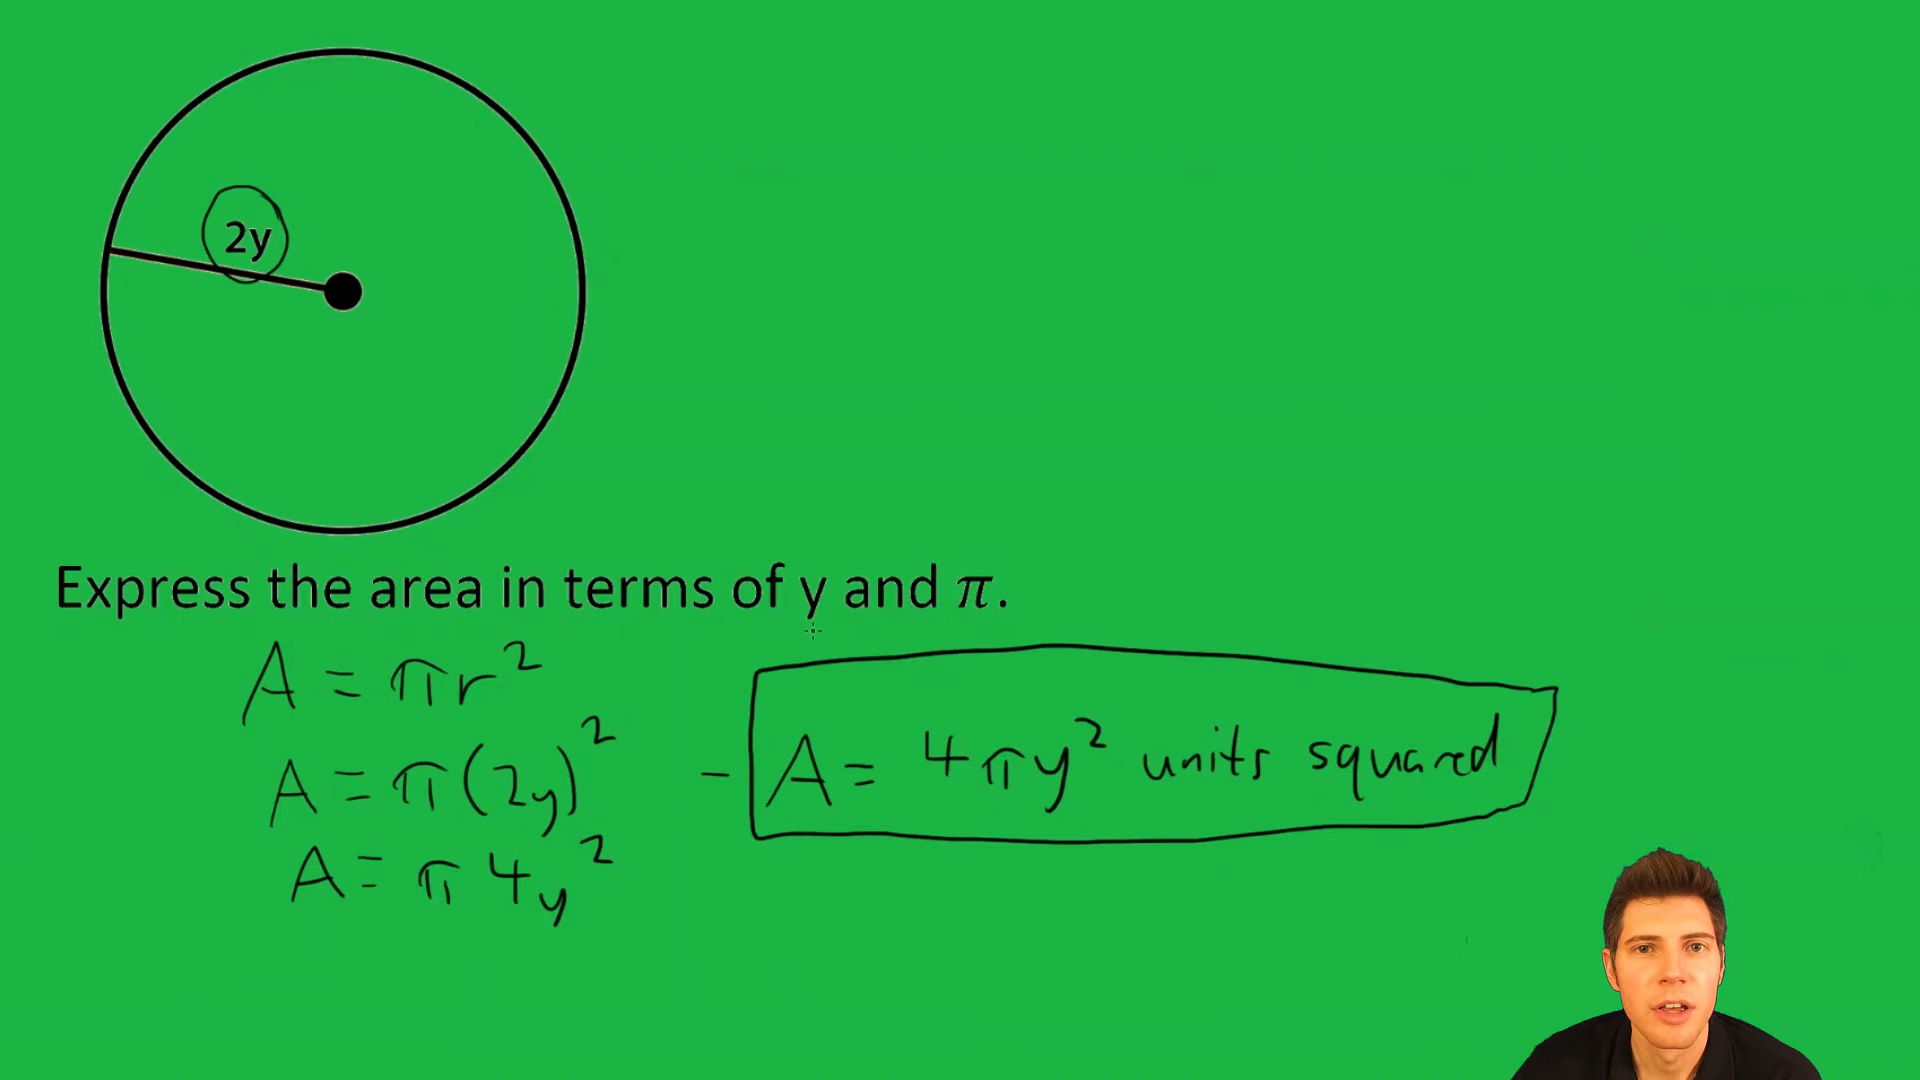 2y
Express the area in terms of y and π.
A = πr²
A = π(2y)²
A = π4y²
- A = 4πy² units squared